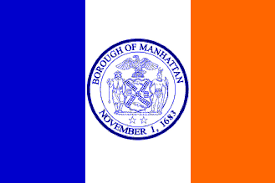 BOROUGH OF MANHATTAN
NOVEMBER 1, 1683